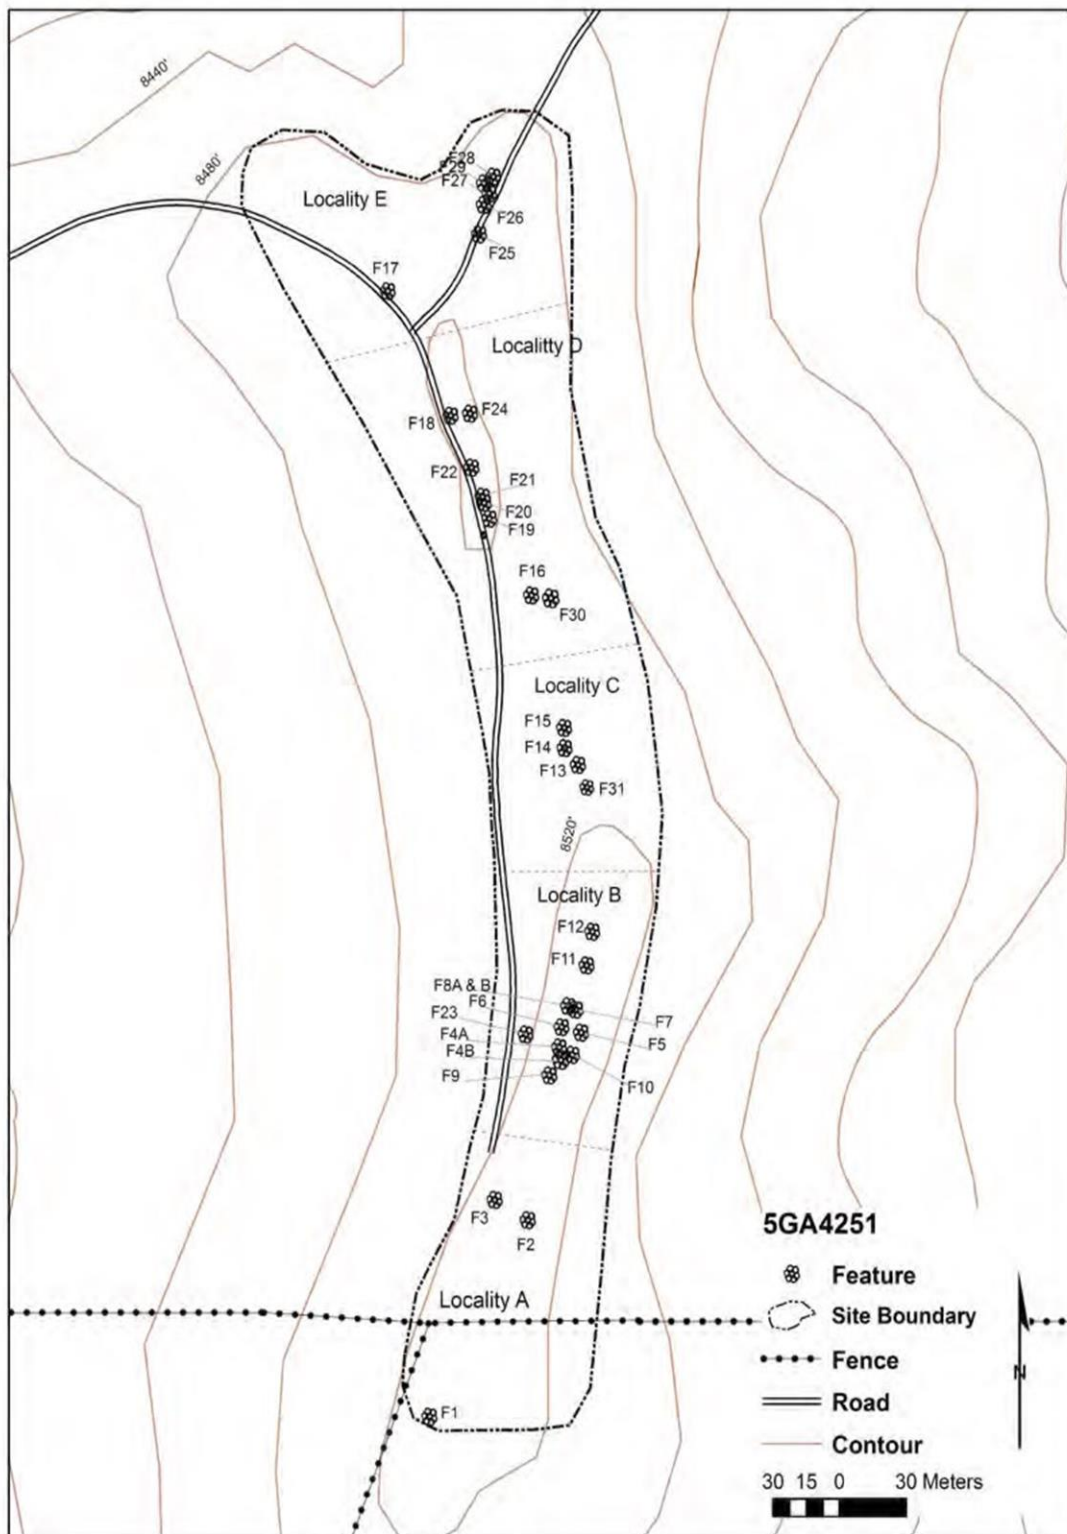 8440'
8480'
F28
F29
F27
Locality E
F26
F25
F17
Localitty D
F24
F18
F22
F21
F20
F19
F16
F30
Locality C
F15
F14
F13
F31
8520'
Locality B
F12
F11
F8A & B
F6
F23
F7
F4A
F5
F4B
F9
F10
F3
F2
5GA4251
Feature
Locality A
Site Boundary
Fence
N
Road
F1
Contour
30 15 0 30 Meters